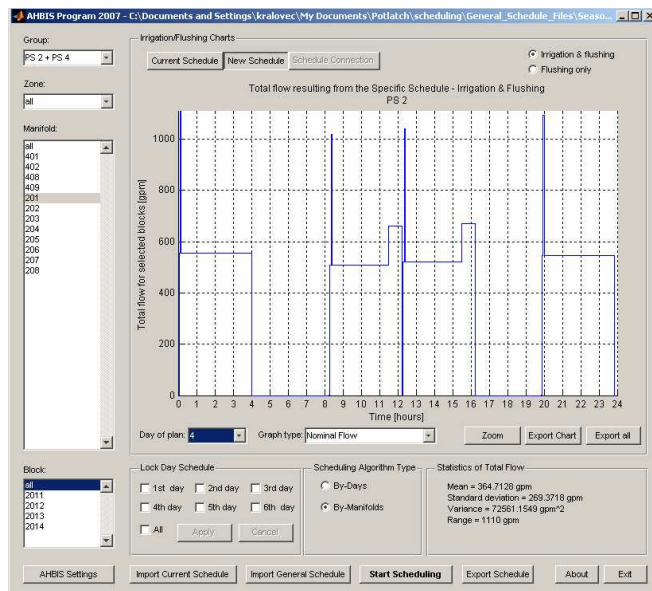 AHBIS Program 2007 - C:\Documents and Settings\kralovec\My Documents\Potlatch\scheduling\General_Schedule_Files\Seaso...
Group:
PS 2 + PS 4
Zone:
all
Manifold:
all
401
402
408
409
201
202
203
204
205
206
207
208
Block:
all
2011
2012
2013
2014
AHBIS Settings
Irrigation/Flushing Charts
Current Schedule
New Schedule
Schedule Connection
Irrigation & flushing
Flushing only
Total flow resulting from the Specific Schedule - Irrigation & Flushing
PS 2
Total flow for selected blocks [gpm]
1000
800
600
400
200
0
0 1 2 3 4 5 6 7 8 9 10 11 12 13 14 15 16 17 18 19 20 21 22 23 24
Time [hours]
Day of plan: 4
Graph type: Nominal Flow
Zoom
Export Chart
Export all
Lock Day Schedule
1st day 2nd day 3rd day
4th day 5th day 6th day
All Apply Cancel
Scheduling Algorithm Type
By-Days
By-Manifolds
Statistics of Total Flow
Mean = 364.7128 gpm
Standard deviation = 269.3718 gpm
Variance = 72561.1549 gpm^2
Range = 1110 gpm
Import Current Schedule
Import General Schedule
Start Scheduling
Export Schedule
About
Exit